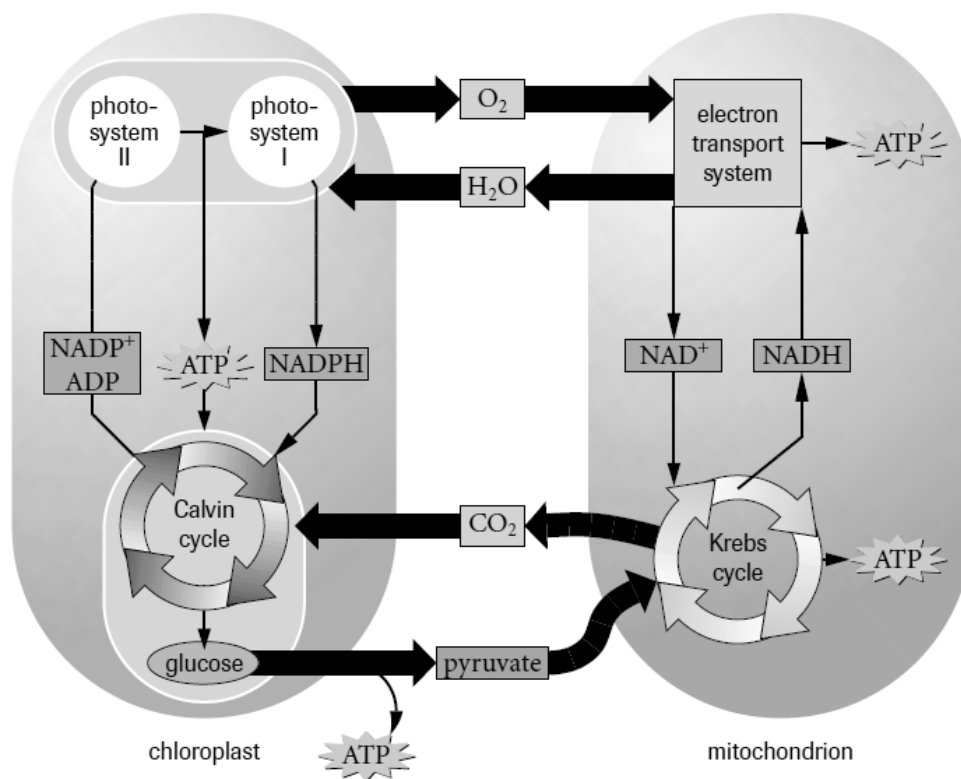 photo-
system
II
photo-
system
I
O₂
electron
transport
system
ATP
H₂O
NADP⁺
ADP
ATP
NADPH
NAD⁺
NADH
Calvin
cycle
CO₂
Krebs
cycle
ATP
glucose
pyruvate
ATP
chloroplast
mitochondrion